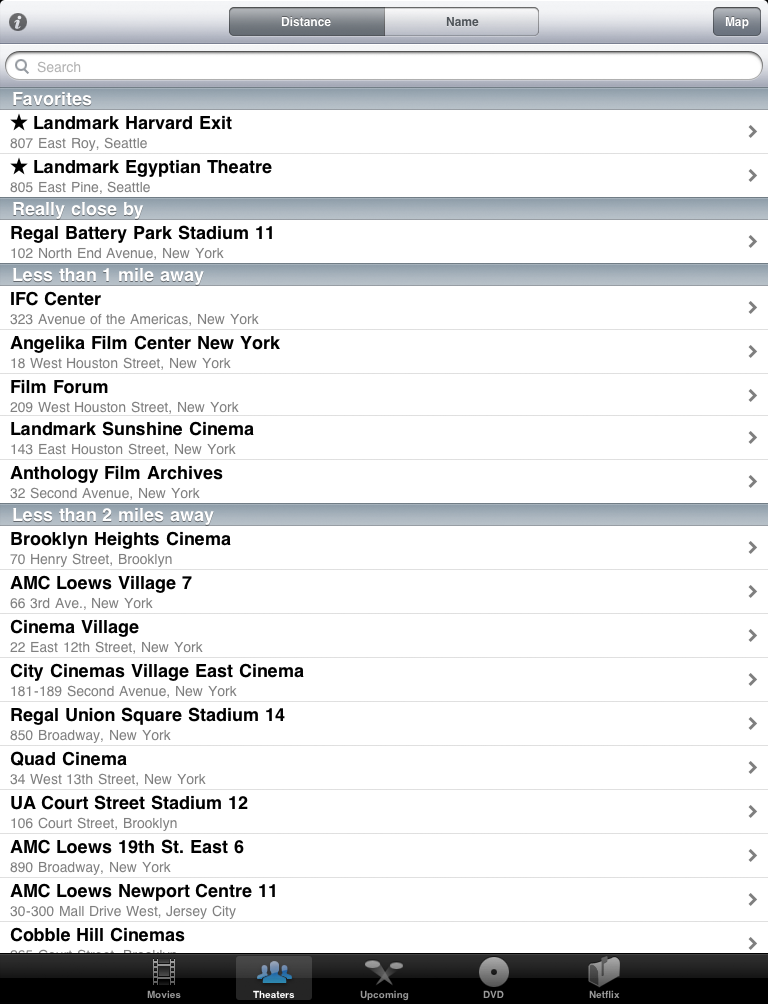 Distance
Name
Map
Search
Favorites
★ Landmark Harvard Exit
807 East Roy, Seattle
★ Landmark Egyptian Theatre
805 East Pine, Seattle
Really close by
Regal Battery Park Stadium 11
102 North End Avenue, New York
Less than 1 mile away
IFC Center
323 Avenue of the Americas, New York
Angelika Film Center New York
18 West Houston Street, New York
Film Forum
209 West Houston Street, New York
Landmark Sunshine Cinema
143 East Houston Street, New York
Anthology Film Archives
32 Second Avenue, New York
Less than 2 miles away
Brooklyn Heights Cinema
70 Henry Street, Brooklyn
AMC Loews Village 7
66 3rd Ave., New York
Cinema Village
22 East 12th Street, New York
City Cinemas Village East Cinema
181-189 Second Avenue, New York
Regal Union Square Stadium 14
850 Broadway, New York
Quad Cinema
34 West 13th Street, New York
UA Court Street Stadium 12
106 Court Street, Brooklyn
AMC Loews 19th St. East 6
890 Broadway, New York
AMC Loews Newport Centre 11
30-300 Mall Drive West, Jersey City
Cobble Hill Cinemas
265 Court Street, Brooklyn
Movies
Theaters
Upcoming
DVD
Netflix